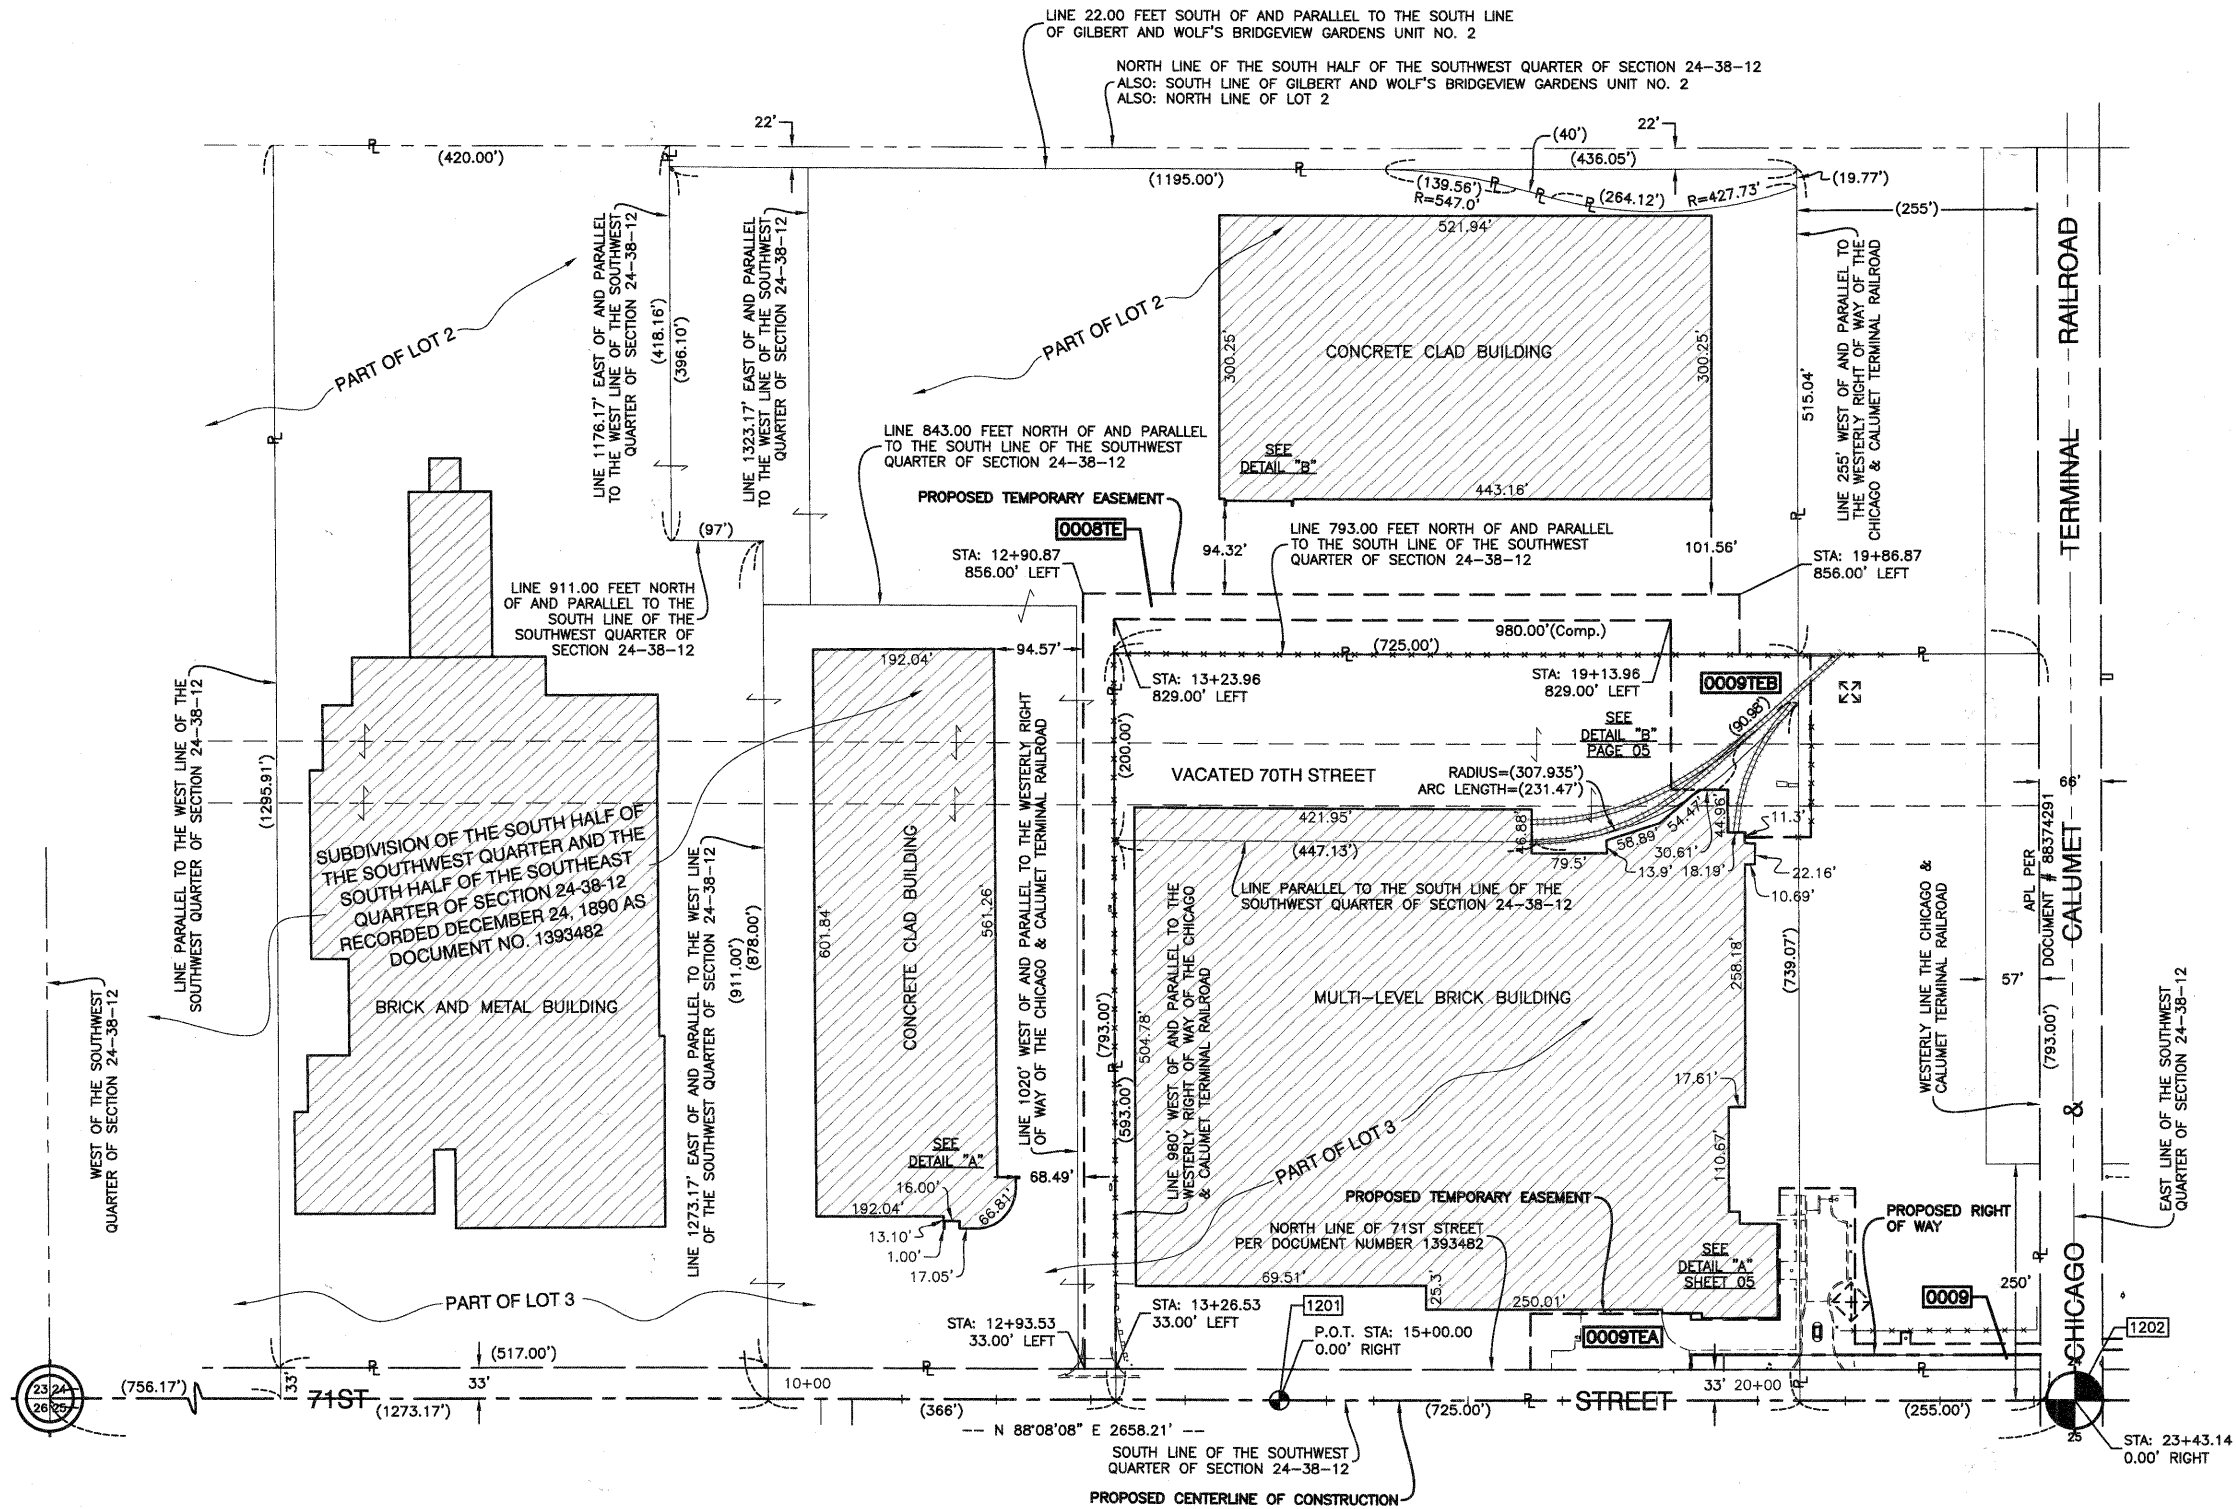 LINE 22.00 FEET SOUTH OF AND PARALLEL TO THE SOUTH LINE
OF GILBERT AND WOLF'S BRIDGEVIEW GARDENS UNIT NO. 2
NORTH LINE OF THE SOUTH HALF OF THE SOUTHWEST QUARTER OF SECTION 24-38-12
ALSO: SOUTH LINE OF GILBERT AND WOLF'S BRIDGEVIEW GARDENS UNIT NO. 2
ALSO: NORTH LINE OF LOT 2
22'
(40')
22'
(420.00')
(436.05')
(1195.00')
(139.56')
R=547.0'
(264.12')
R=427.73'
(19.77')
(255')
521.94'
PART OF LOT 2
LINE 1176.17' EAST OF AND PARALLEL
TO THE WEST LINE OF THE SOUTHWEST
QUARTER OF SECTION 24-38-12
(418.16')
(396.10')
LINE 1323.17' EAST OF AND PARALLEL
TO THE WEST LINE OF THE SOUTHWEST
QUARTER OF SECTION 24-38-12
PART OF LOT 2
300.25'
CONCRETE CLAD BUILDING
300.25'
515.04'
LINE 255' WEST OF AND PARALLEL TO
THE WESTERLY RIGHT OF WAY OF THE
CHICAGO & CALUMET TERMINAL RAILROAD
CHICAGO & CALUMET TERMINAL RAILROAD
LINE 843.00 FEET NORTH OF AND PARALLEL
TO THE SOUTH LINE OF THE SOUTHWEST
QUARTER OF SECTION 24-38-12
SEE
DETAIL "B"
443.16'
PROPOSED TEMPORARY EASEMENT
0008TE
(97')
STA: 12+90.87
856.00' LEFT
94.32'
LINE 793.00 FEET NORTH OF AND PARALLEL
TO THE SOUTH LINE OF THE SOUTHWEST
QUARTER OF SECTION 24-38-12
101.56'
STA: 19+86.87
856.00' LEFT
LINE 911.00 FEET NORTH
OF AND PARALLEL TO THE
SOUTH LINE OF THE
SOUTHWEST QUARTER OF
SECTION 24-38-12
980.00'(Comp.)
(725.00')
192.04'
94.57'
STA: 13+23.96
829.00' LEFT
STA: 19+13.96
829.00' LEFT
0009TEB
LINE PARALLEL TO THE WEST LINE OF THE
SOUTHWEST QUARTER OF SECTION 24-38-12
(1295.91')
(200.00')
SEE
DETAIL "B"
PAGE 05
(90.98')
VACATED 70TH STREET
RADIUS=(307.935')
ARC LENGTH=(231.47')
66'
LINE 1020' WEST OF AND PARALLEL TO THE WESTERLY RIGHT
OF WAY OF THE CHICAGO & CALUMET TERMINAL RAILROAD
421.95'
46.88'
(447.13')
79.5'
58.89'
54.47'
44.96'
11.3'
30.61'
13.9'
18.19'
22.16'
10.69'
SUBDIVISION OF THE SOUTH HALF OF
THE SOUTHWEST QUARTER AND THE
SOUTH HALF OF THE SOUTHEAST
QUARTER OF SECTION 24-38-12
RECORDED DECEMBER 24, 1890 AS
DOCUMENT NO. 1393482
BRICK AND METAL BUILDING
LINE 1273.17' EAST OF AND PARALLEL TO THE WEST LINE
OF THE SOUTHWEST QUARTER OF SECTION 24-38-12
(911.00')
(878.00')
601.84'
CONCRETE CLAD BUILDING
561.26'
LINE PARALLEL TO THE SOUTH LINE OF THE
SOUTHWEST QUARTER OF SECTION 24-38-12
(793.00')
(593.00')
504.78'
LINE 980' WEST OF AND PARALLEL TO THE
WESTERLY RIGHT OF WAY OF THE CHICAGO
& CALUMET TERMINAL RAILROAD
MULTI-LEVEL BRICK BUILDING
258.18'
(739.07')
WESTERLY LINE THE CHICAGO &
CALUMET TERMINAL RAILROAD
57'
APL PER
DOCUMENT # 88374291
(793.00')
EAST LINE OF THE SOUTHWEST
QUARTER OF SECTION 24-38-12
WEST OF THE SOUTHWEST
QUARTER OF SECTION 24-38-12
17.61'
110.67'
PART OF LOT 3
SEE
DETAIL "A"
68.49'
16.00'
192.04'
66.81'
13.10'
1.00'
17.05'
PROPOSED TEMPORARY EASEMENT
NORTH LINE OF 71ST STREET
PER DOCUMENT NUMBER 1393482
PROPOSED RIGHT
OF WAY
SEE
DETAIL "A"
SHEET 05
69.51'
25.3'
250.01'
250'
0009
PART OF LOT 3
STA: 12+93.53
33.00' LEFT
STA: 13+26.53
33.00' LEFT
1201
P.O.T. STA: 15+00.00
0.00' RIGHT
0009TEA
1202
(517.00')
33'
33'
23 24
26 25
(756.17')
71ST
(1273.17')
10+00
(366')
(725.00')
STREET
33'
20+00
(255.00')
24
25
STA: 23+43.14
0.00' RIGHT
-- N 88°08'08" E 2658.21' --
SOUTH LINE OF THE SOUTHWEST
QUARTER OF SECTION 24-38-12
PROPOSED CENTERLINE OF CONSTRUCTION